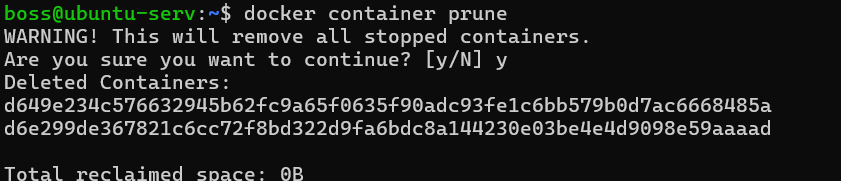 boss@ubuntu-serv:~$ docker container prune
WARNING! This will remove all stopped containers.
Are you sure you want to continue? [y/N] y
Deleted Containers:
d649e234c576632945b62fc9a65f0635f90adc93fe1c6bb579b0d7ac6668485a
d6e299de367821c6cc72f8bd322d9fa6bdc8a144230e03be4e4d9098e59aaaad
Total reclaimed space: 0B